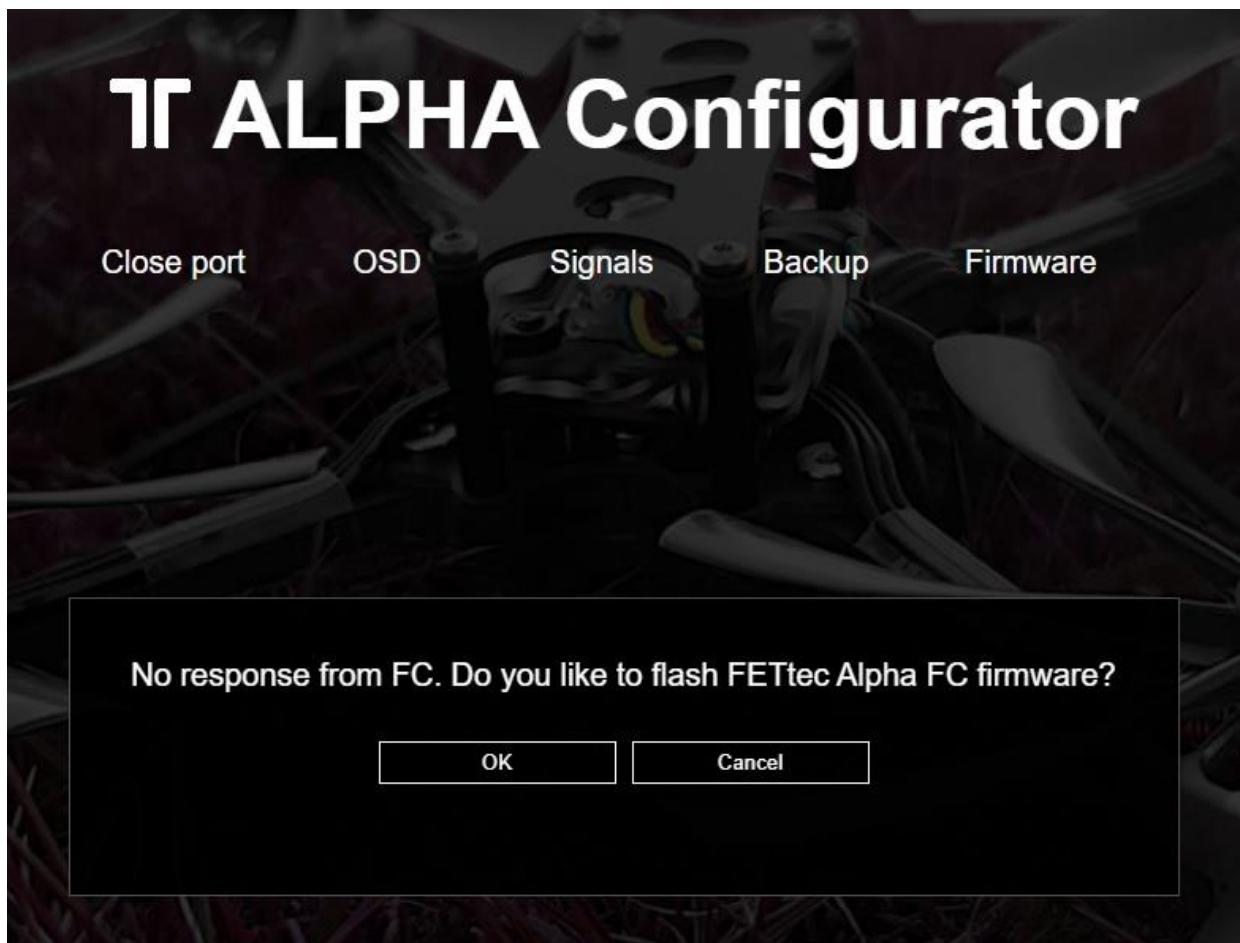 ALPHA Configurator
Close port OSD Signals Backup Firmware
No response from FC. Do you like to flash FETtec Alpha FC firmware?
OK Cancel